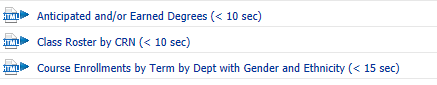 Anticipated and/or Earned Degrees (< 10 sec)
Class Roster by CRN (< 10 sec)
Course Enrollments by Term by Dept with Gender and Ethnicity (< 15 sec)